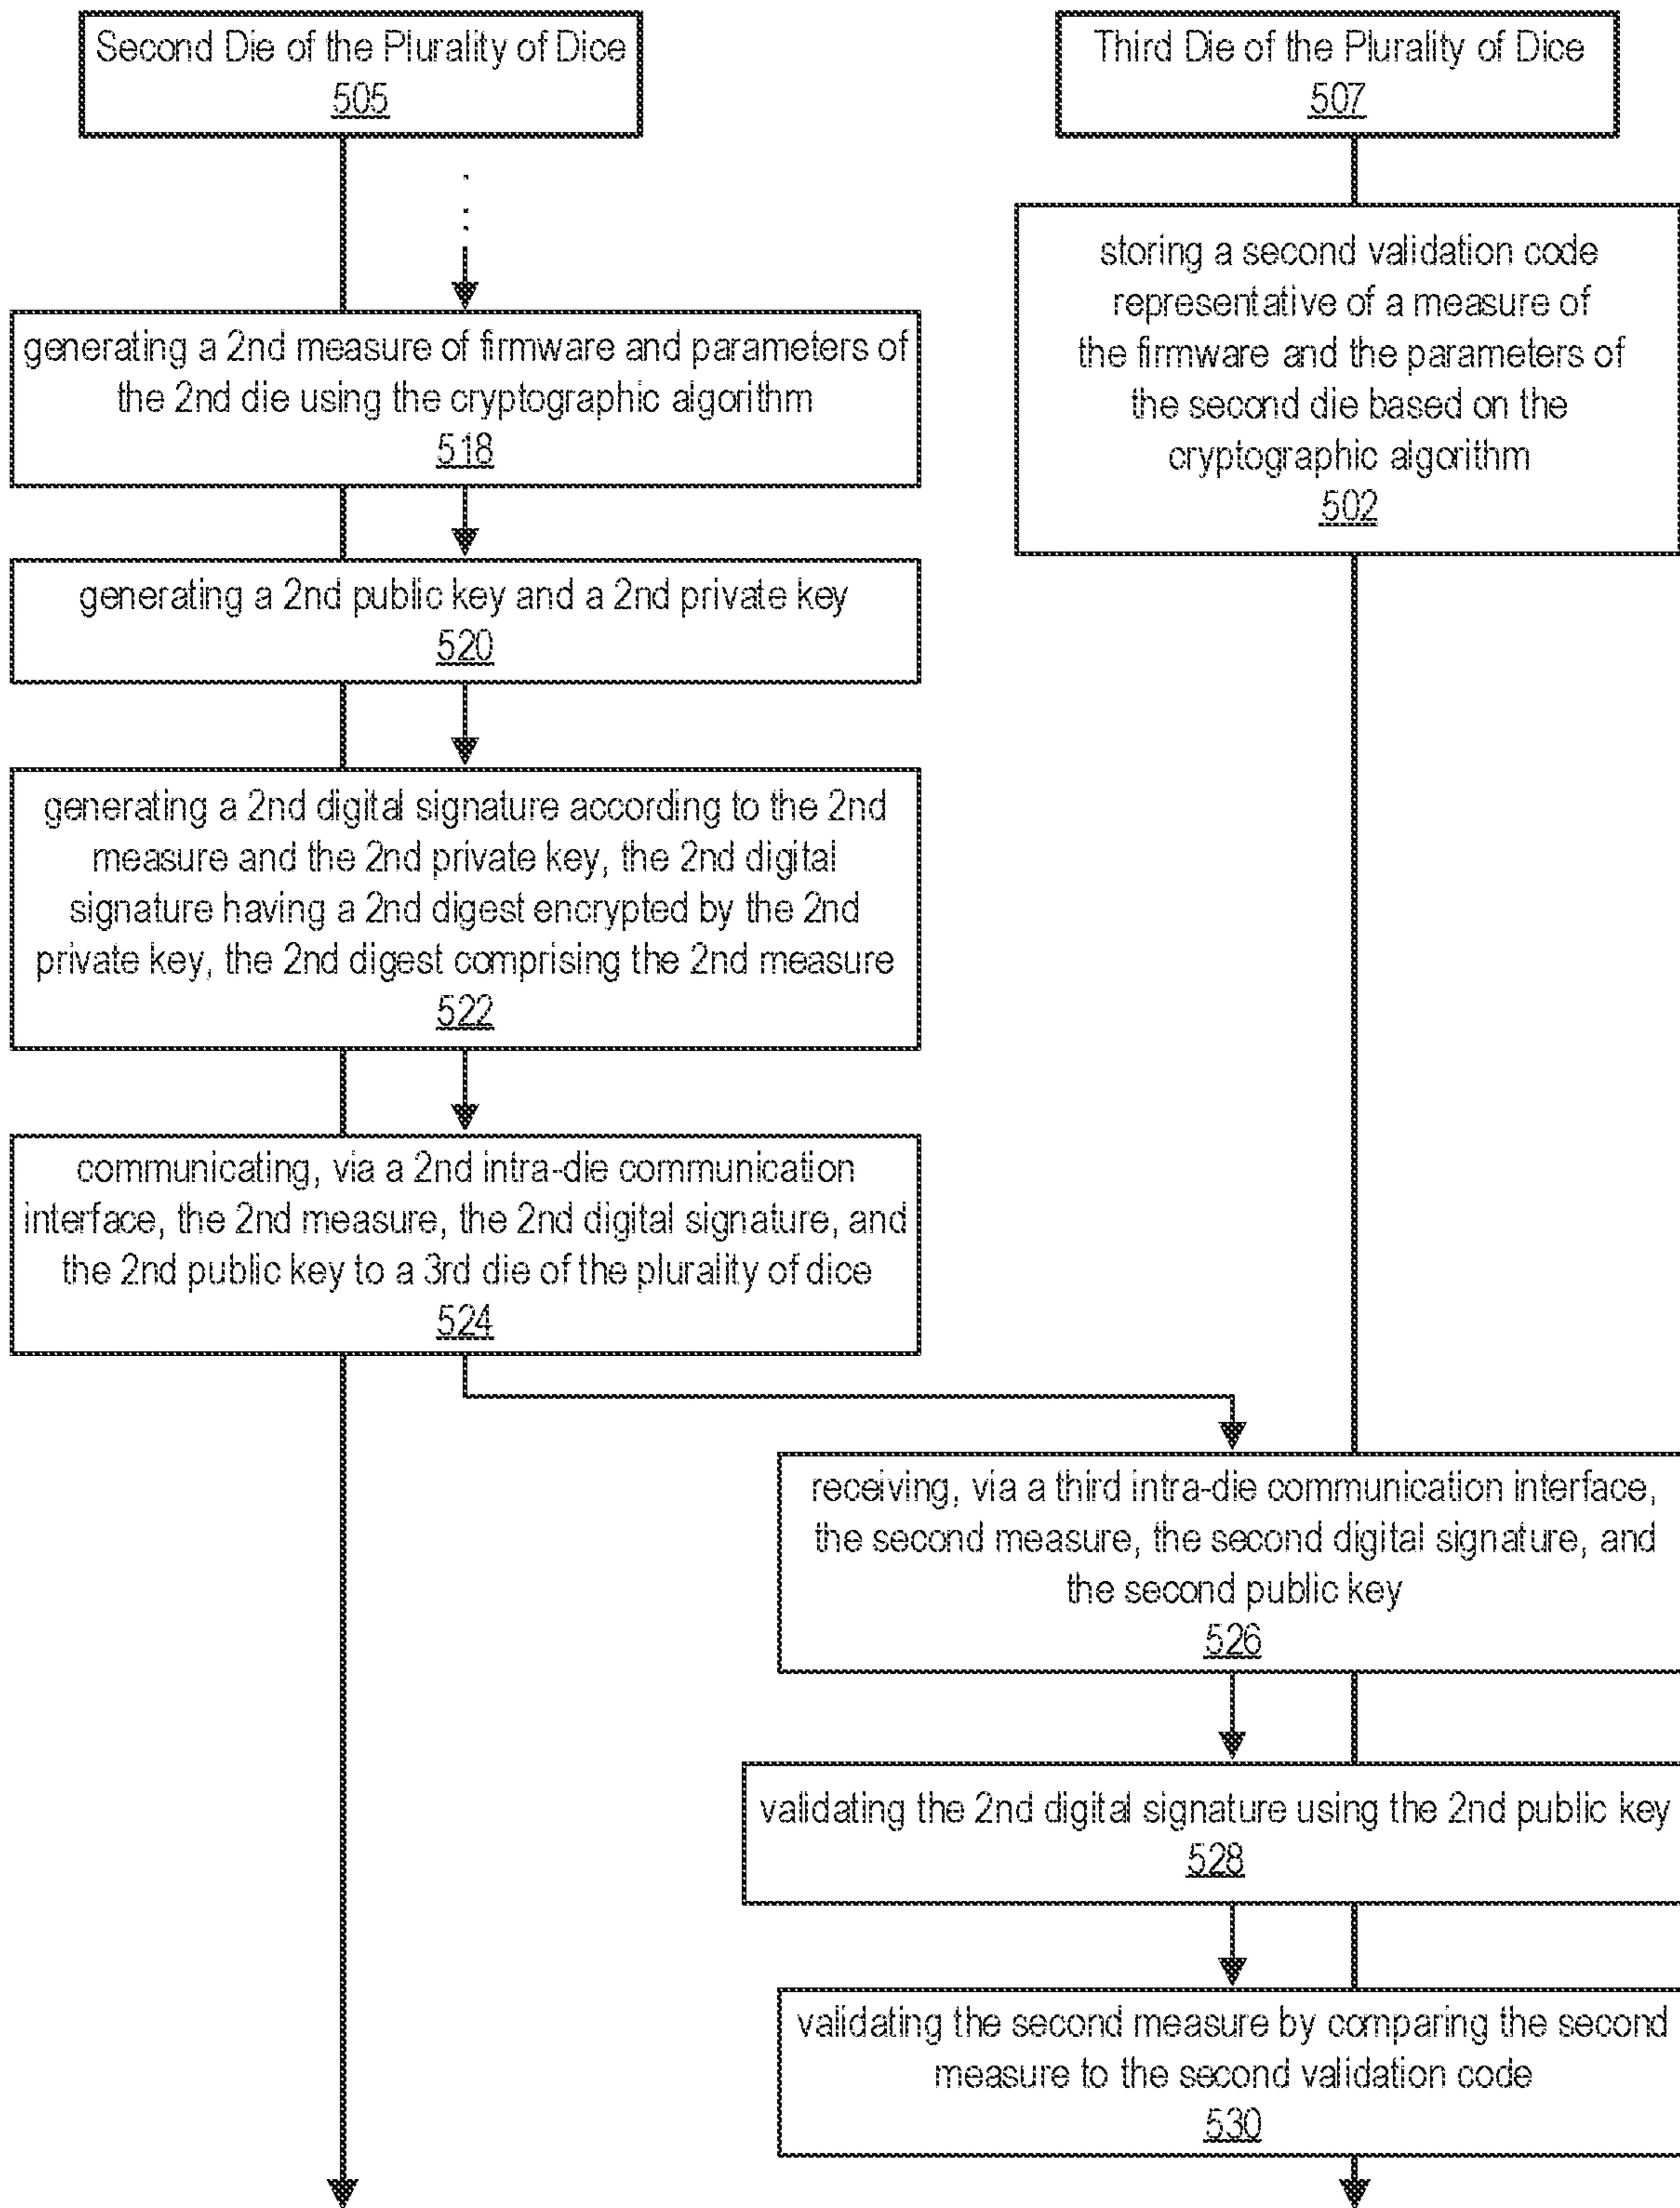 Second Die of the Plurality of Dice
505
Third Die of the Plurality of Dice
507
storing a second validation code
representative of a measure of
the firmware and the parameters of
the second die based on the
cryptographic algorithm
502
generating a 2nd measure of firmware and parameters of
the 2nd die using the cryptographic algorithm
518
generating a 2nd public key and a 2nd private key
520
generating a 2nd digital signature according to the 2nd
measure and the 2nd private key, the 2nd digital
signature having a 2nd digest encrypted by the 2nd
private key, the 2nd digest comprising the 2nd measure
522
communicating, via a 2nd intra-die communication
interface, the 2nd measure, the 2nd digital signature, and
the 2nd public key to a 3rd die of the plurality of dice
524
receiving, via a third intra-die communication interface,
the second measure, the second digital signature, and
the second public key
526
validating the 2nd digital signature using the 2nd public key
528
validating the second measure by comparing the second
measure to the second validation code
530